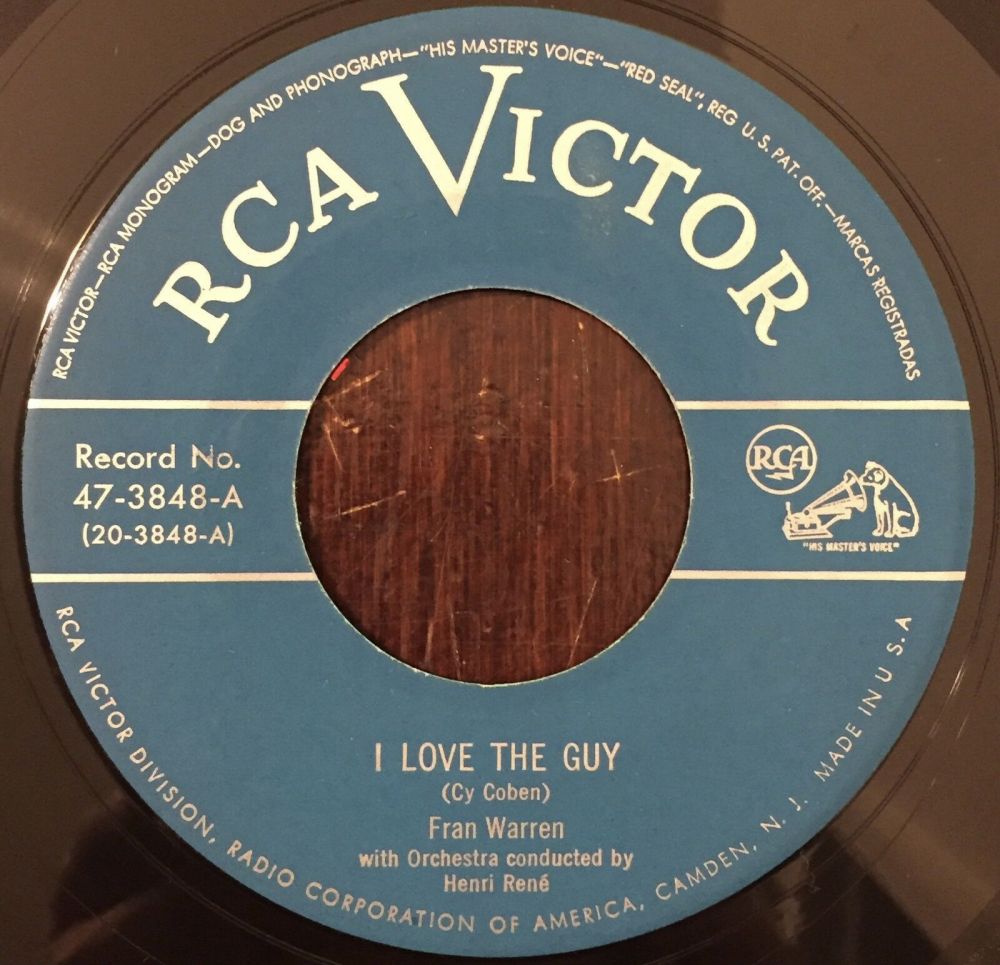 RCA VICTOR—RCA MONOGRAM—DOG AND PHONOGRAPH—"HIS MASTER'S VOICE"—"RED SEAL", REG U. S. PAT. OFF.—MARCAS REGISTRADAS
RCA VICTOR
Record No.
47-3848-A
(20-3848-A)
RCA
"HIS MASTER'S VOICE"
I LOVE THE GUY
(Cy Coben)
Fran Warren
with Orchestra conducted by
Henri René
RCA VICTOR DIVISION, RADIO CORPORATION OF AMERICA, CAMDEN, N. J. MADE IN U S. A